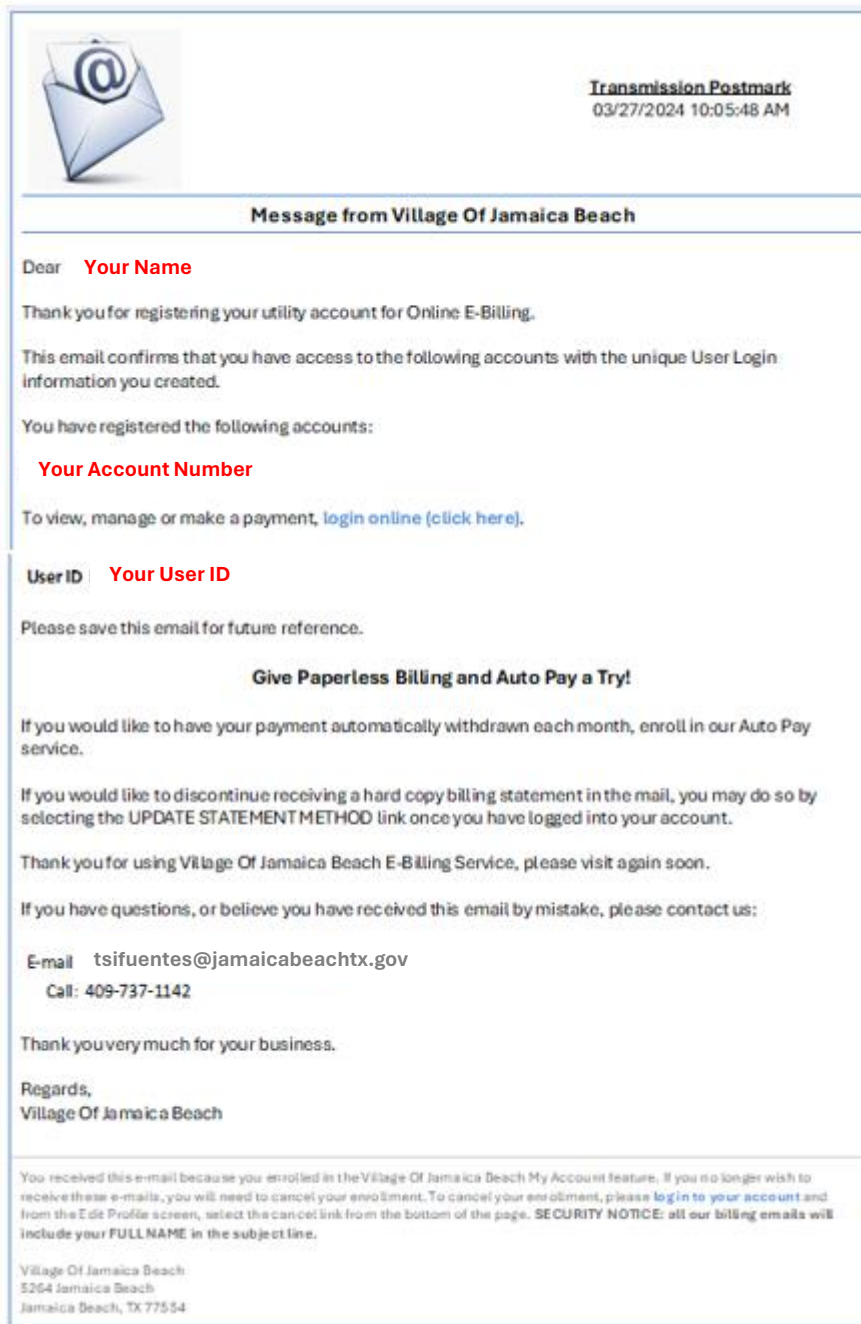 @
Transmission Postmark
03/27/2024 10:05:48 AM
Message from Village Of Jamaica Beach
Dear Your Name
Thank you for registering your utility account for Online E-Billing.
This email confirms that you have access to the following accounts with the unique User Login
information you created.
You have registered the following accounts:
Your Account Number
To view, manage or make a payment, login online (click here).
User ID Your User ID
Please save this email for future reference.
Give Paperless Billing and Auto Pay a Try!
If you would like to have your payment automatically withdrawn each month, enroll in our Auto Pay
service.
If you would like to discontinue receiving a hard copy billing statement in the mail, you may do so by
selecting the UPDATE STATEMENT METHOD link once you have logged into your account.
Thank you for using Village Of Jamaica Beach E-Billing Service, please visit again soon.
If you have questions, or believe you have received this email by mistake, please contact us:
E-mail tsifuentes@jamaicabeachtx.gov
Call: 409-737-1142
Thank you very much for your business.
Regards,
Village Of Jamaica Beach
You received this e-mail because you enrolled in the Village Of Jamaica Beach My Account feature. If you no longer wish to
receive these e-mails, you will need to cancel your enrollment. To cancel your enrollment, please login to your account and
from the Edit Profile screen, select the cancel link from the bottom of the page. SECURITY NOTICE: all our billing emails will
include your FULL NAME in the subject line.
Village Of Jamaica Beach
5264 Jamaica Beach
Jamaica Beach, TX 77554